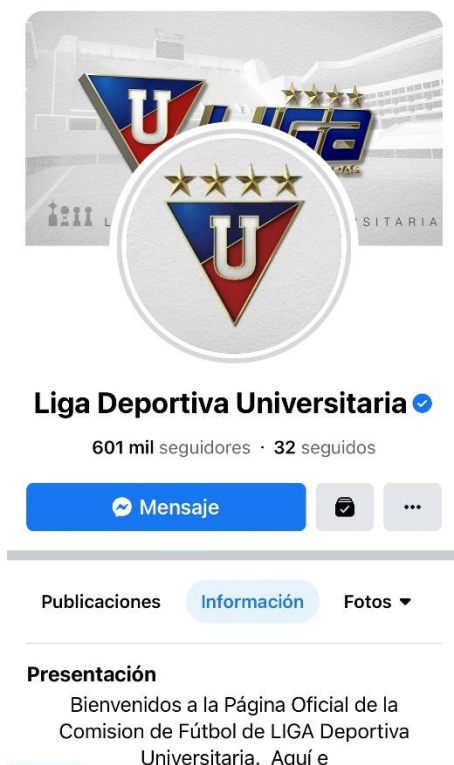 U LIGA
U
SITARIA
Liga Deportiva Universitaria
601 mil seguidores · 32 seguidos
Mensaje
Publicaciones Información Fotos
Presentación
Bienvenidos a la Página Oficial de la
Comision de Fútbol de LIGA Deportiva
Universitaria. Aquí e